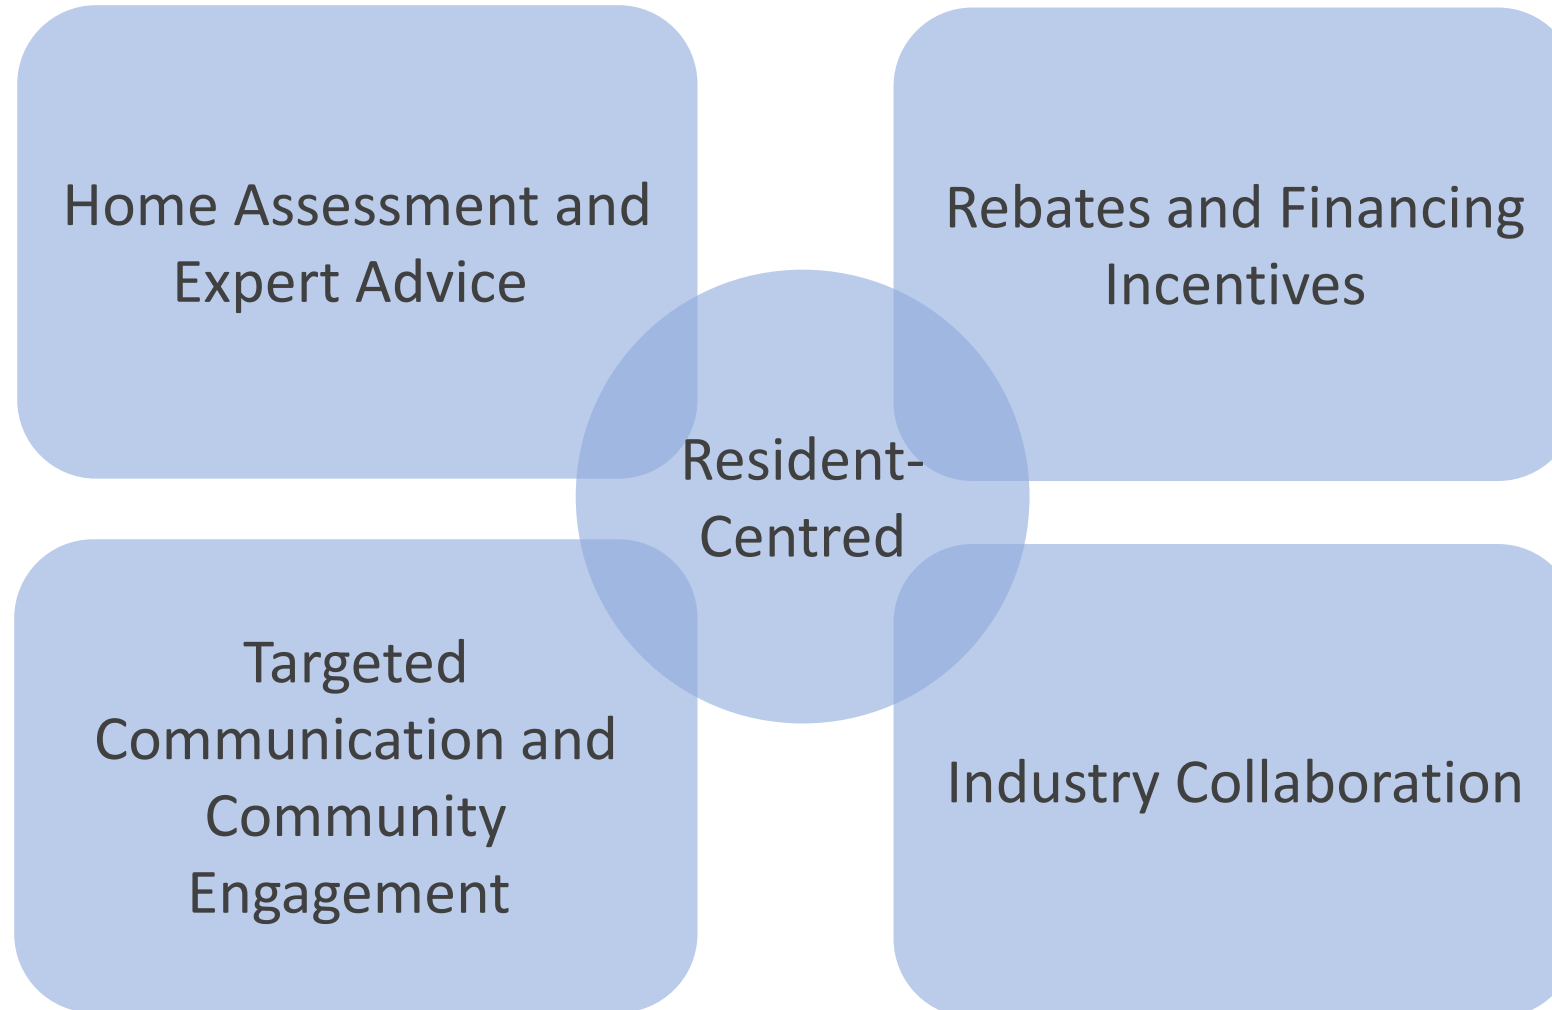 Home Assessment and
Expert Advice
Rebates and Financing
Incentives
Resident-
Centred
Targeted
Communication and
Community
Engagement
Industry Collaboration